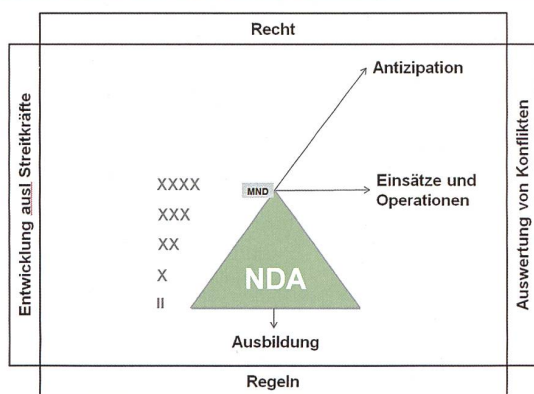 Recht
Entwicklung ausl Streitkräfte
Auswertung von Konflikten
Antizipation
XXXX
MND
Einsätze und
Operationen
XXX
XX
X
NDA
II
Ausbildung
Regeln